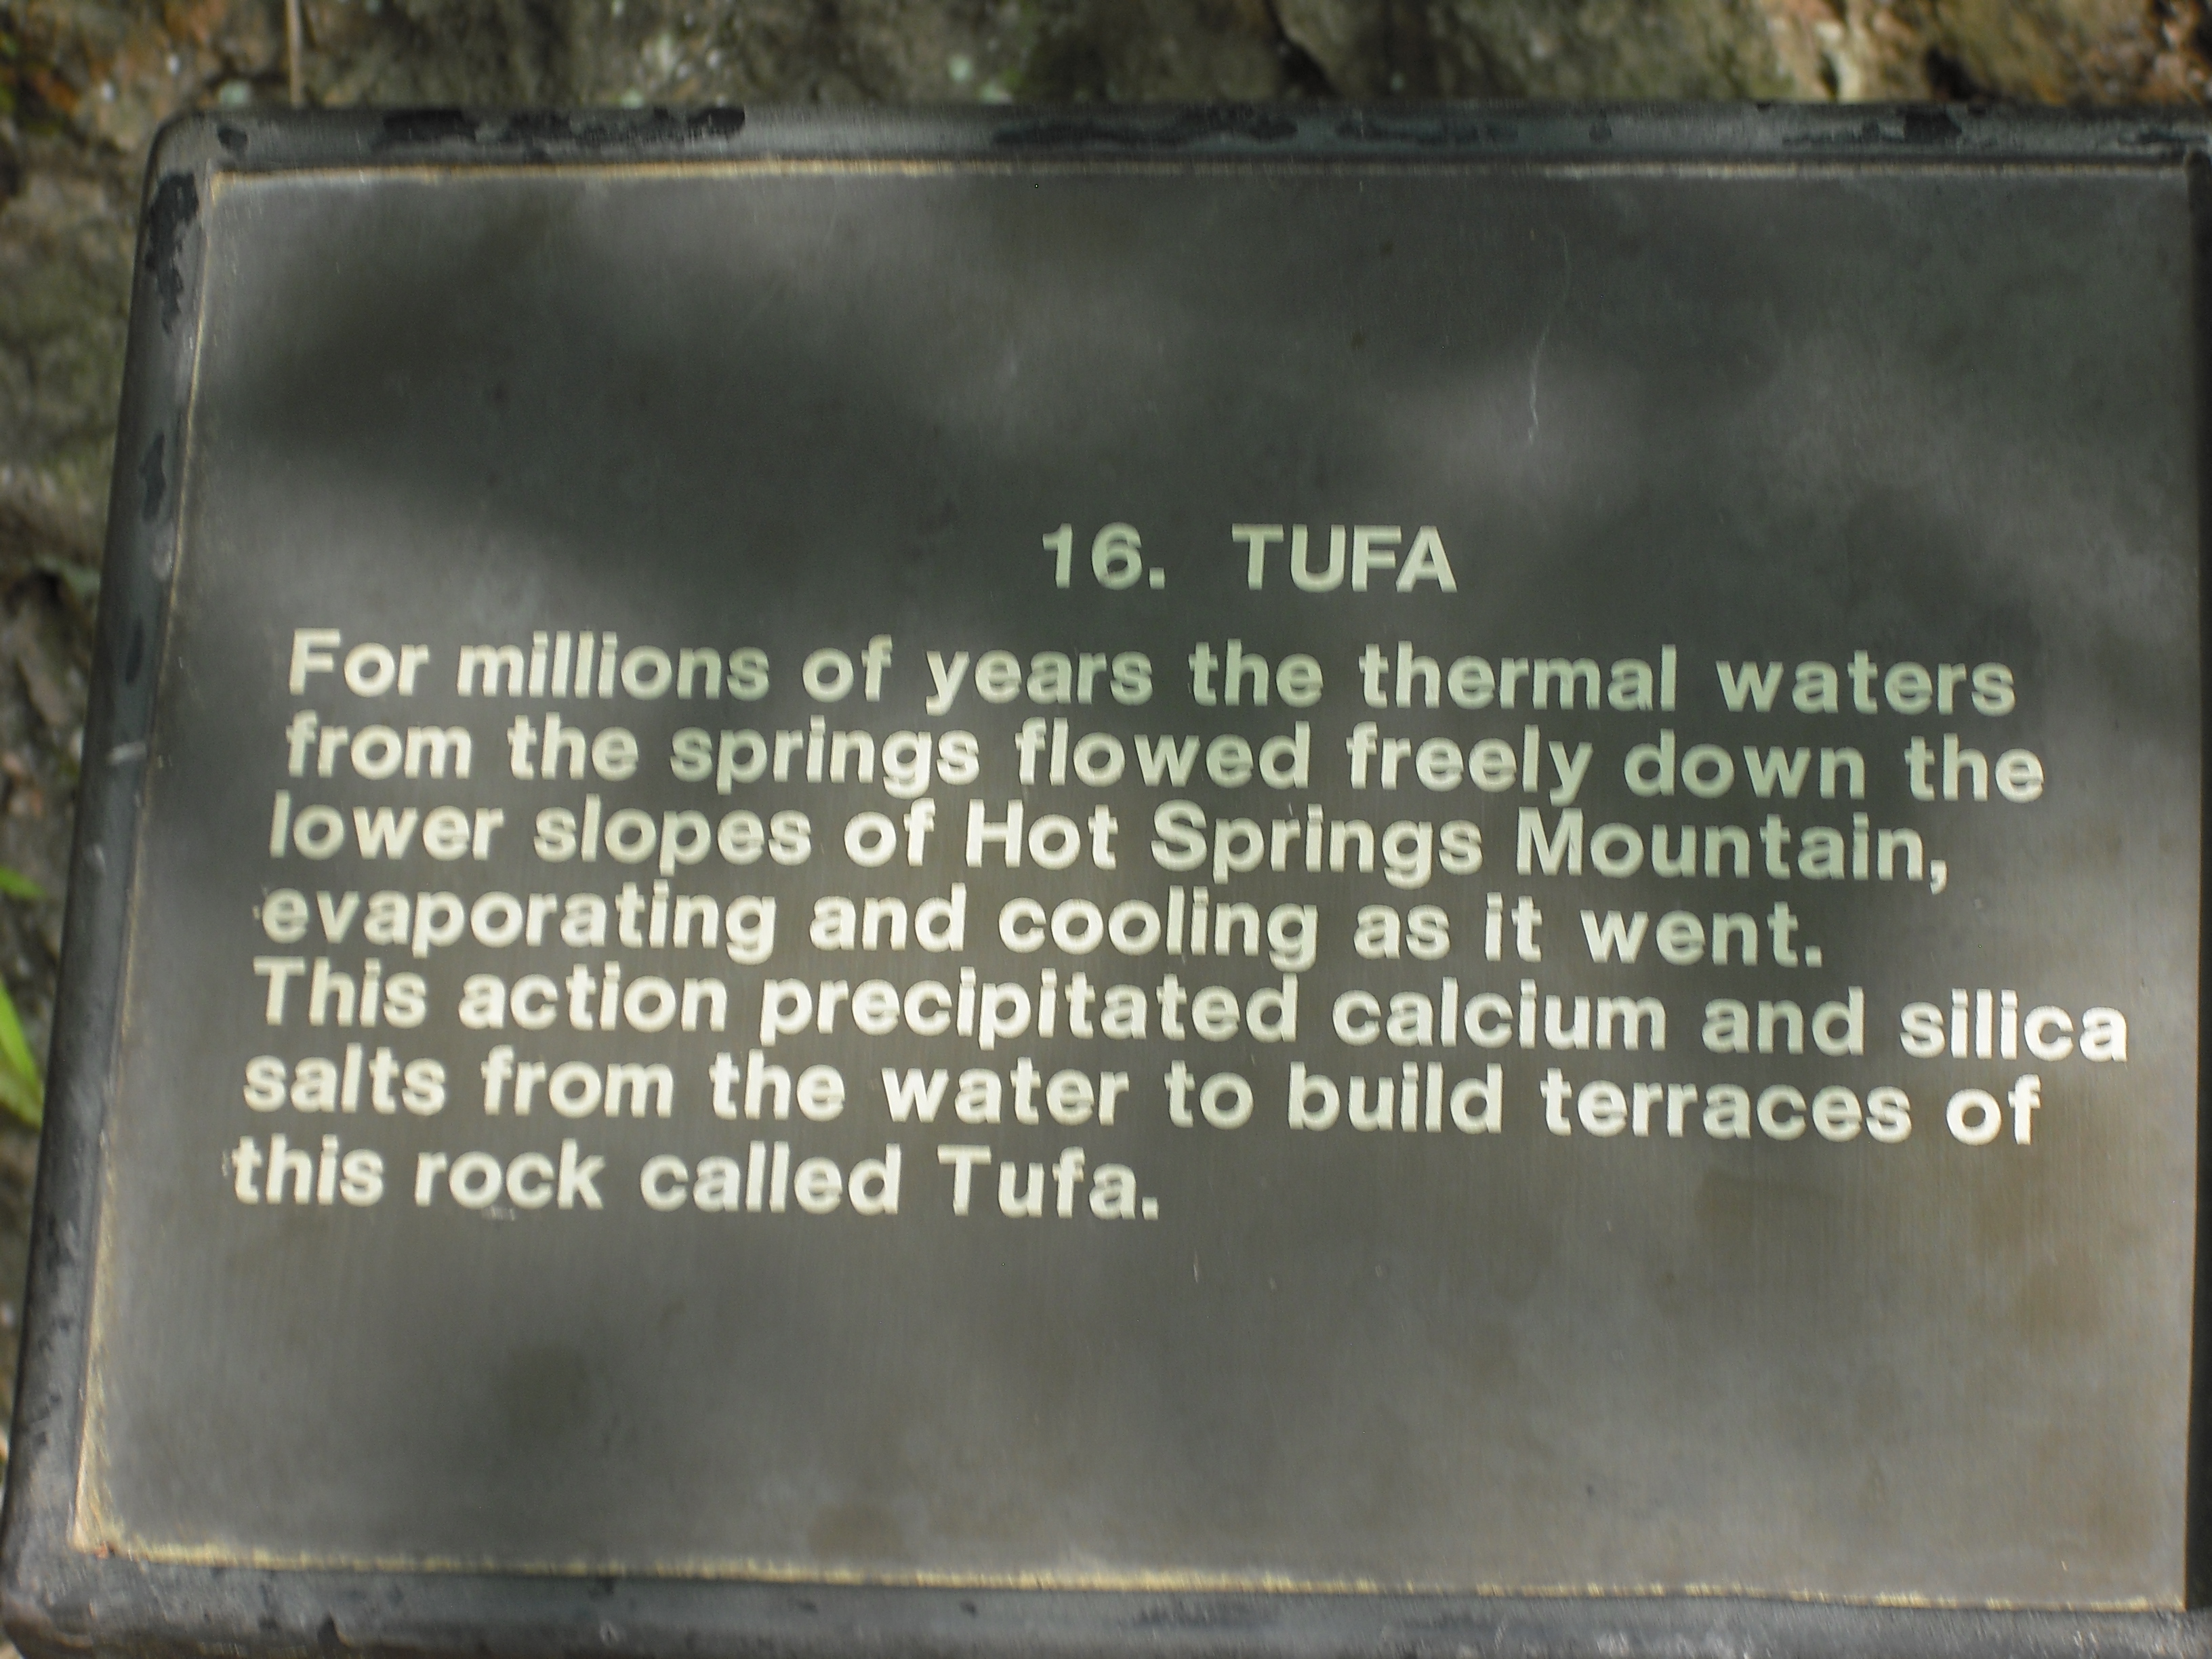 16. TUFA
For millions of years the thermal waters
from the springs flowed freely down the
lower slopes of Hot Springs Mountain,
evaporating and cooling as it went.
This action precipitated calcium and silica
salts from the water to build terraces of
this rock called Tufa.